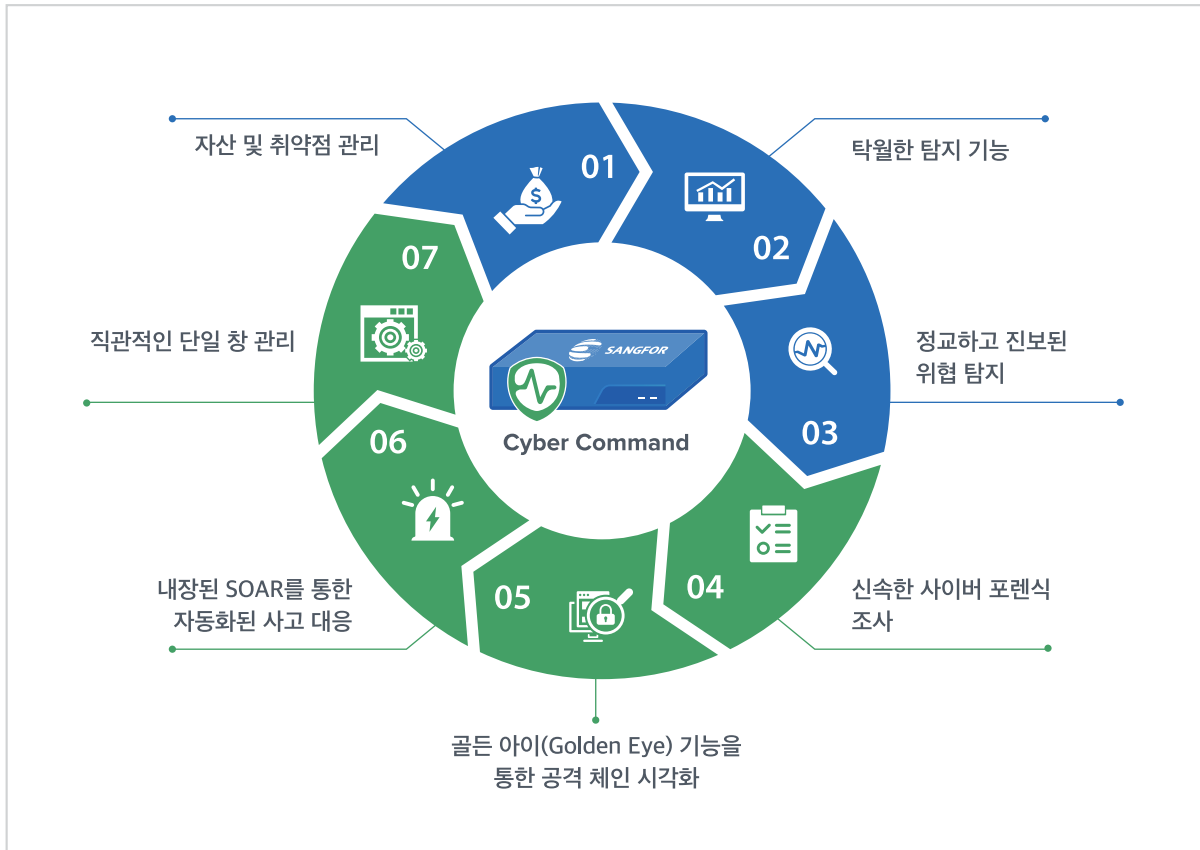 자산 및 취약점 관리
01
탁월한 탐지 기능
02
정교하고 진보된
위협 탐지
03
신속한 사이버 포렌식
조사
04
골든 아이(Golden Eye) 기능을
통한 공격 체인 시각화
05
내장된 SOAR를 통한
자동화된 사고 대응
06
직관적인 단일 창 관리
07
$
SANGFOR
Cyber Command